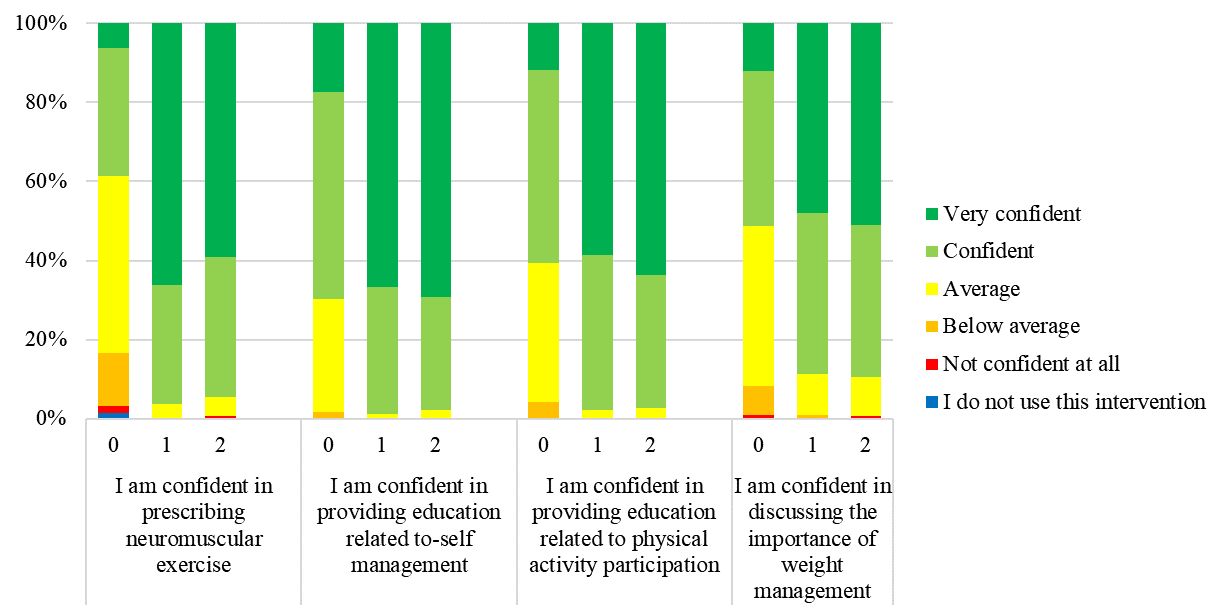 100%
80%
60%
40%
20%
0%
0 1 2 0 1 2 0 1 2 0 1 2
I am confident in
prescribing
neuromuscular
exercise
I am confident in
providing education
related to-self
management
I am confident in
providing education
related to physical
activity participation
I am confident in
discussing the
importance of
weight
management
Very confident
Confident
Average
Below average
Not confident at all
I do not use this intervention